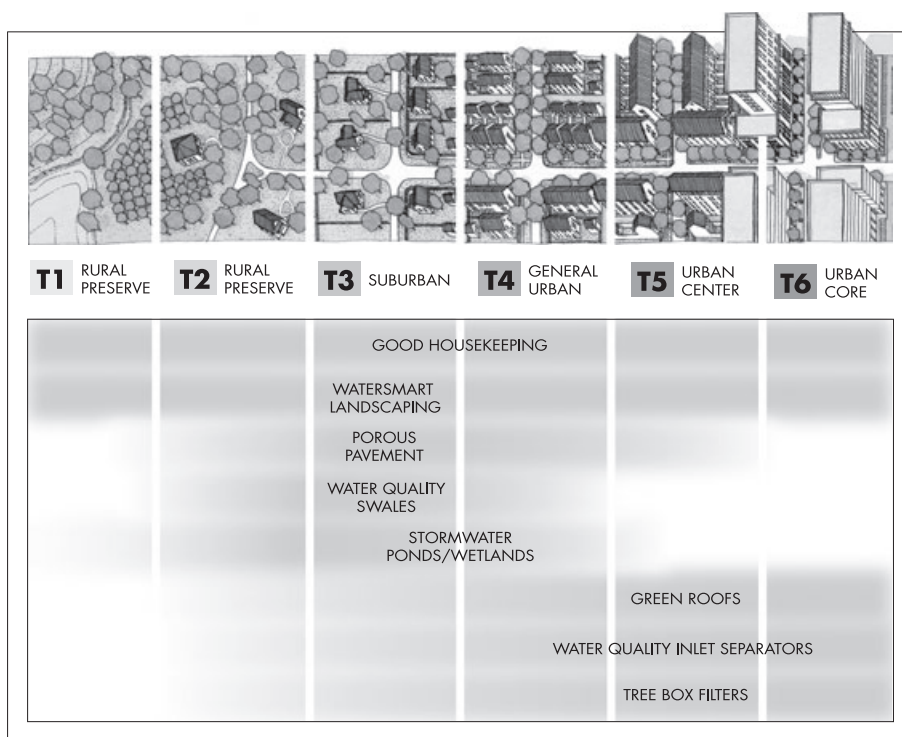 T1 RURAL PRESERVE
T2 RURAL PRESERVE
T3 SUBURBAN
T4 GENERAL URBAN
T5 URBAN CENTER
T6 URBAN CORE
GOOD HOUSEKEEPING
WATERSMART
LANDSCAPING
POROUS
PAVEMENT
WATER QUALITY
SWALES
STORMWATER
PONDS/WETLANDS
GREEN ROOFS
WATER QUALITY INLET SEPARATORS
TREE BOX FILTERS